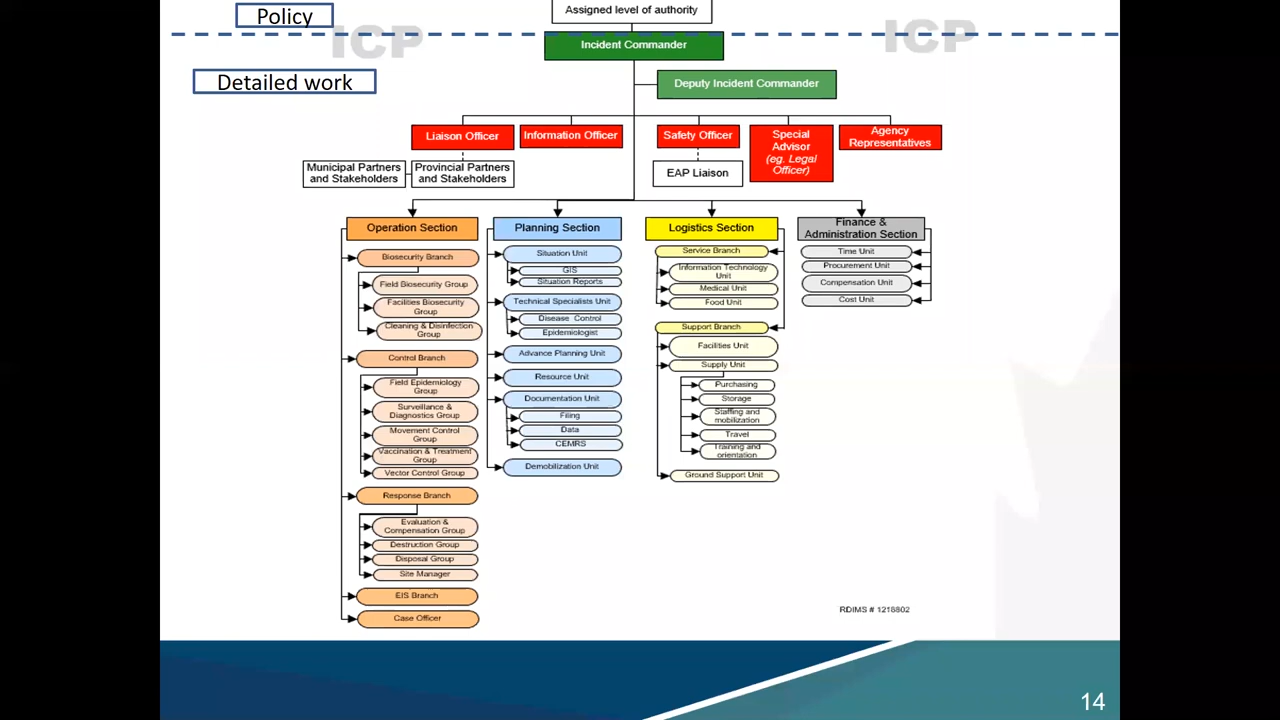 Policy
Assigned level of authority
ICP
ICP
Incident Commander
Detailed work
Deputy Incident Commander
Liaison Officer
Information Officer
Safety Officer
Special
Advisor
(eg. Legal
Officer)
Agency
Representatives
Municipal Partners
and Stakeholders
Provincial Partners
and Stakeholders
EAP Liaison
Operation Section
Biosecurity Branch
Field Biosecurity Group
Facilities Biosecurity
Group
Cleaning & Disinfection
Group
Control Branch
Field Epidemiology
Group
Surveillance &
Diagnostics Group
Movement Control
Group
Vaccination & Treatment
Group
Vector Control Group
Response Branch
Evaluation &
Compensation Group
Destruction Group
Disposal Group
Site Manager
EIS Branch
Case Officer
Planning Section
Situation Unit
GIS
Situation Reports
Technical Specialists Unit
Disease Control
Epidemiologist
Advance Planning Unit
Resource Unit
Documentation Unit
Filing
Data
CEMRS
Demobilization Unit
Logistics Section
Service Branch
Information Technology
Unit
Medical Unit
Food Unit
Support Branch
Facilities Unit
Supply Unit
Purchasing
Storage
Staffing and
mobilization
Travel
Training and
orientation
Ground Support Unit
Finance &
Administration Section
Time Unit
Procurement Unit
Compensation Unit
Cost Unit
RDIMS # 1218802
14